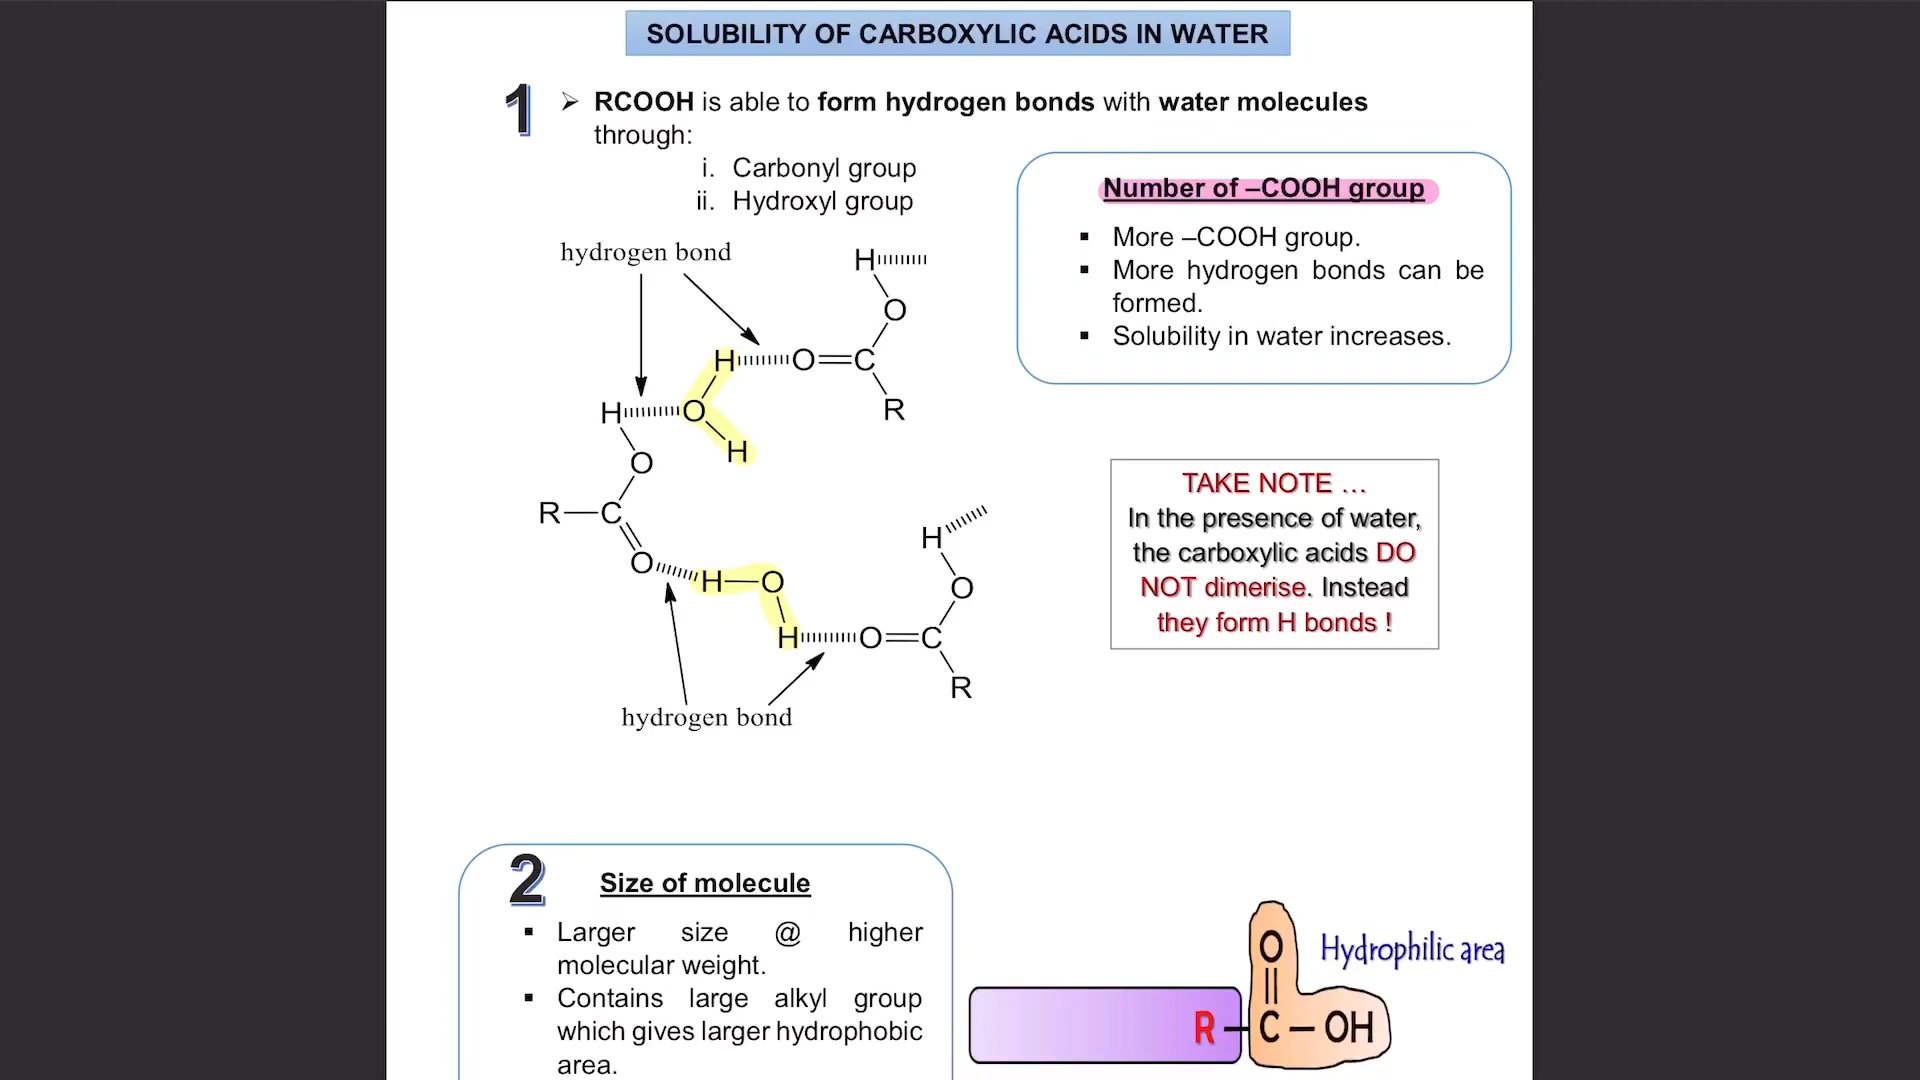 SOLUBILITY OF CARBOXYLIC ACIDS IN WATER
1
➢ RCOOH is able to form hydrogen bonds with water molecules
through:
i. Carbonyl group
ii. Hydroxyl group
Number of –COOH group
▪ More –COOH group.
▪ More hydrogen bonds can be
formed.
▪ Solubility in water increases.
hydrogen bond
H
O
H O=C
H O
R
H
O
R–C
O
H–O
H O=C
H
O
R
hydrogen bond
TAKE NOTE …
In the presence of water,
the carboxylic acids DO
NOT dimerise. Instead
they form H bonds !
2
Size of molecule
▪ Larger size @ higher
molecular weight.
▪ Contains large alkyl group
which gives larger hydrophobic
area.
O
Hydrophilic area
R–C–OH